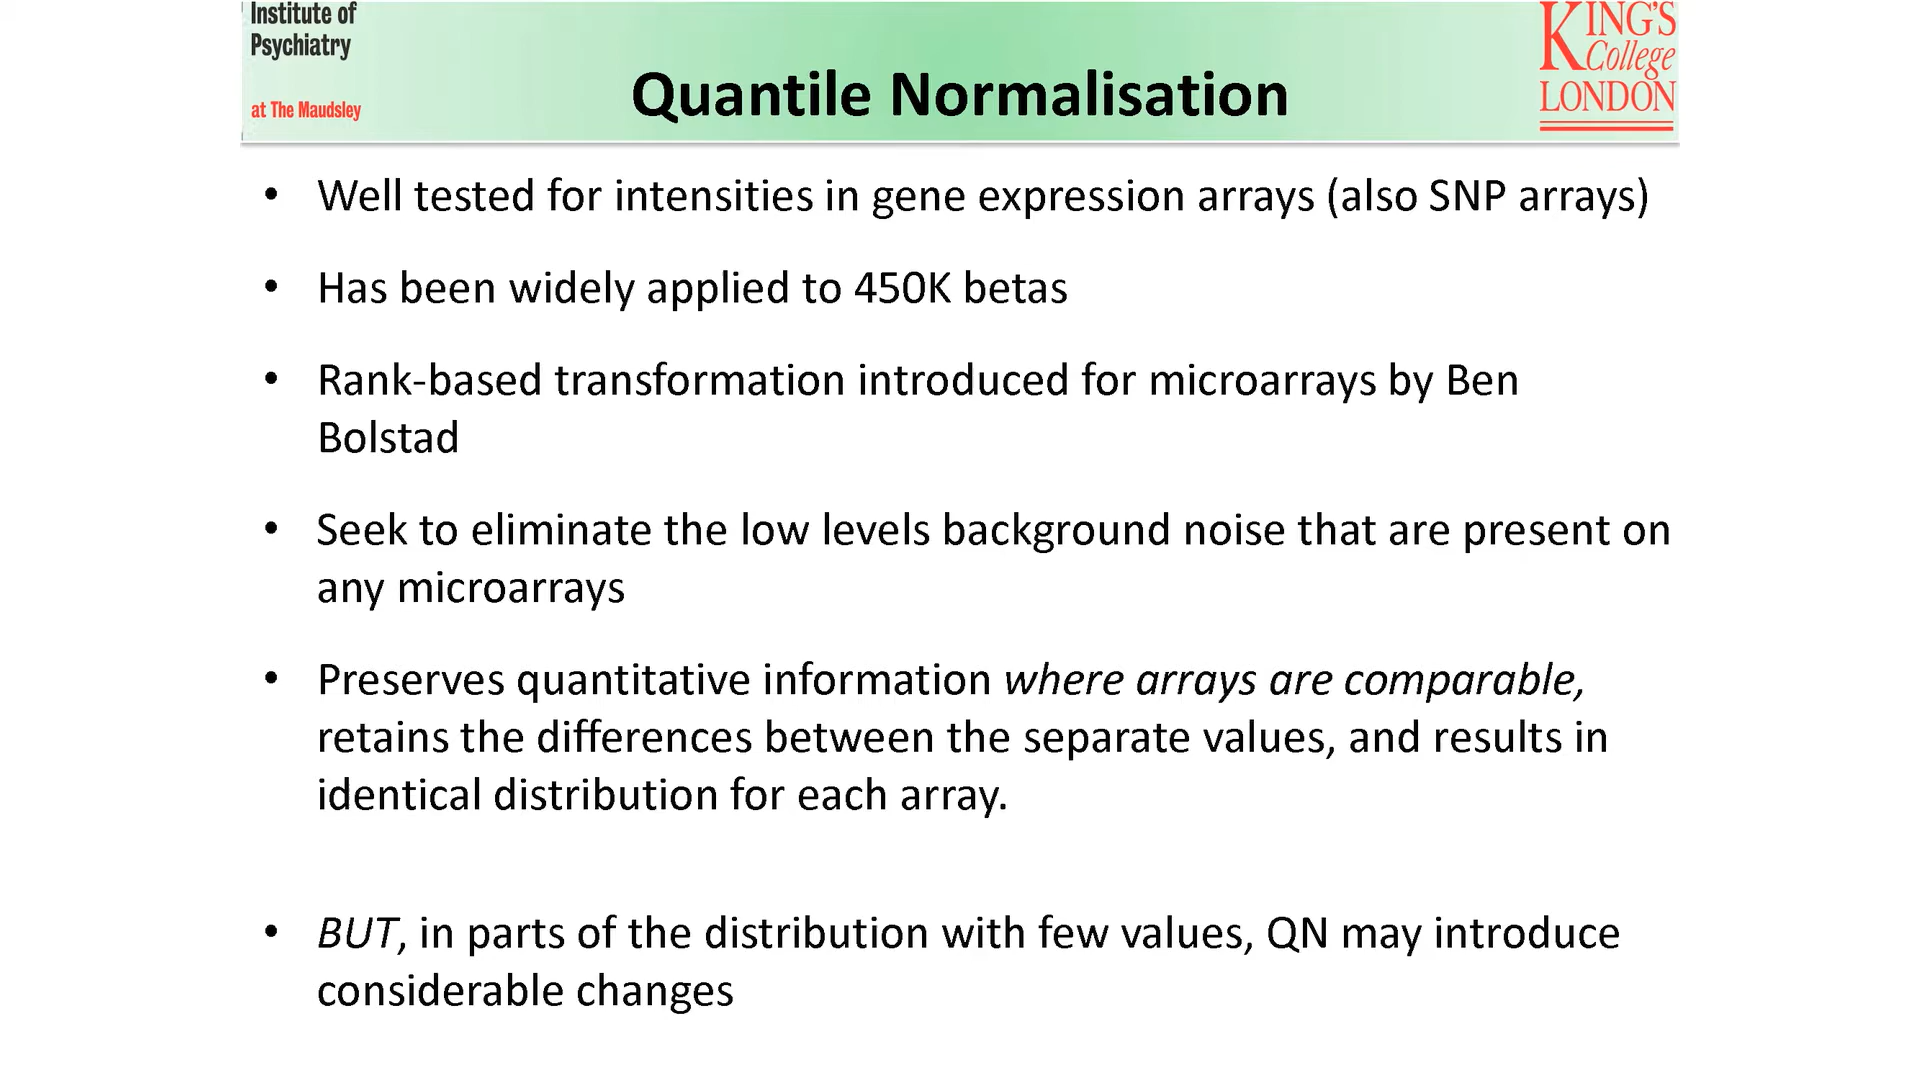 Institute of
Psychiatry
at The Maudsley
Quantile Normalisation
KING'S
College
LONDON
• Well tested for intensities in gene expression arrays (also SNP arrays)
• Has been widely applied to 450K betas
• Rank-based transformation introduced for microarrays by Ben
Bolstad
• Seek to eliminate the low levels background noise that are present on
any microarrays
• Preserves quantitative information where arrays are comparable,
retains the differences between the separate values, and results in
identical distribution for each array.
• BUT, in parts of the distribution with few values, QN may introduce
considerable changes